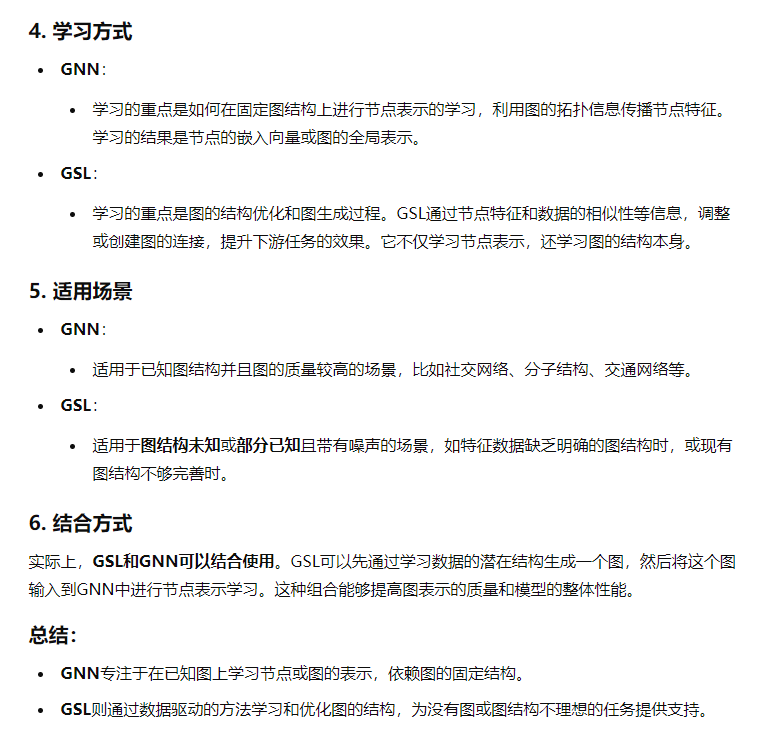 4. 学习方式
GNN：
学习的重点是如何在固定图结构上进行节点表示的学习，利用图的拓扑信息传播节点特征。
学习的结果是节点的嵌入向量或图的全局表示。
GSL：
学习的重点是图的结构优化和图生成过程。GSL通过节点特征和数据的相似性等信息，调整
或创建图的连接，提升下游任务的效果。它不仅学习节点表示，还学习图的结构本身。
5. 适用场景
GNN：
适用于已知图结构并且图的质量较高的场景，比如社交网络、分子结构、交通网络等。
GSL：
适用于图结构未知或部分已知且带有噪声的场景，如特征数据缺乏明确的图结构时，或现有
图结构不够完善时。
6. 结合方式
实际上，GSL和GNN可以结合使用。GSL可以先通过学习数据的潜在结构生成一个图，然后将这个图
输入到GNN中进行节点表示学习。这种组合能够提高图表示的质量和模型的整体性能。
总结：
GNN专注于在已知图上学习节点或图的表示，依赖图的固定结构。
GSL则通过数据驱动的方法学习和优化图的结构，为没有图或图结构不理想的任务提供支持。